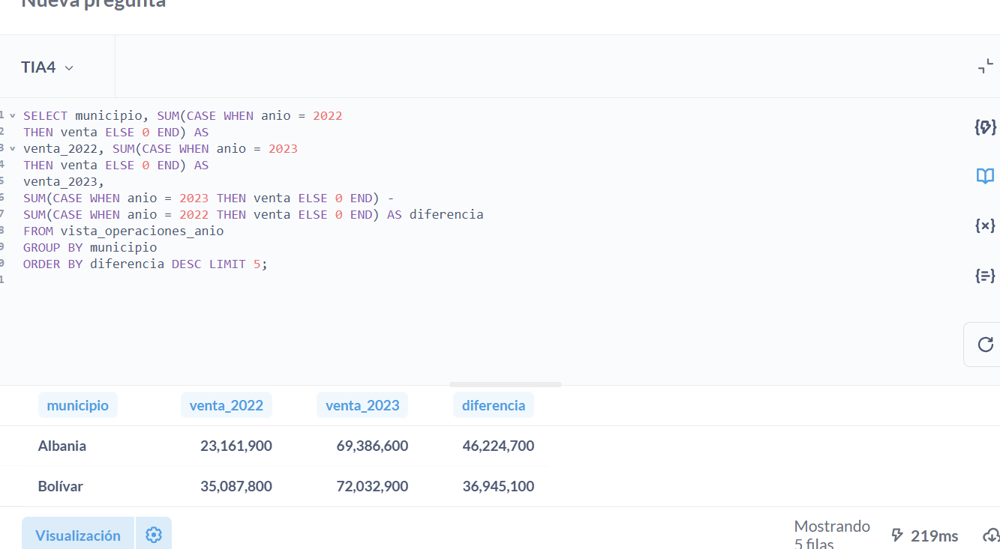 Nueva pregunta
TIA4
1 SELECT municipio, SUM(CASE WHEN anio = 2022
2 THEN venta ELSE 0 END) AS
3 venta_2022, SUM(CASE WHEN anio = 2023
4 THEN venta ELSE 0 END) AS
5 venta_2023,
6 SUM(CASE WHEN anio = 2023 THEN venta ELSE 0 END) -
7 SUM(CASE WHEN anio = 2022 THEN venta ELSE 0 END) AS diferencia
8 FROM vista_operaciones_anio
9 GROUP BY municipio
0 ORDER BY diferencia DESC LIMIT 5;
1
municipio venta_2022 venta_2023 diferencia
Albania 23,161,900 69,386,600 46,224,700
Bolívar 35,087,800 72,032,900 36,945,100
Visualización
Mostrando
5 filas
219ms